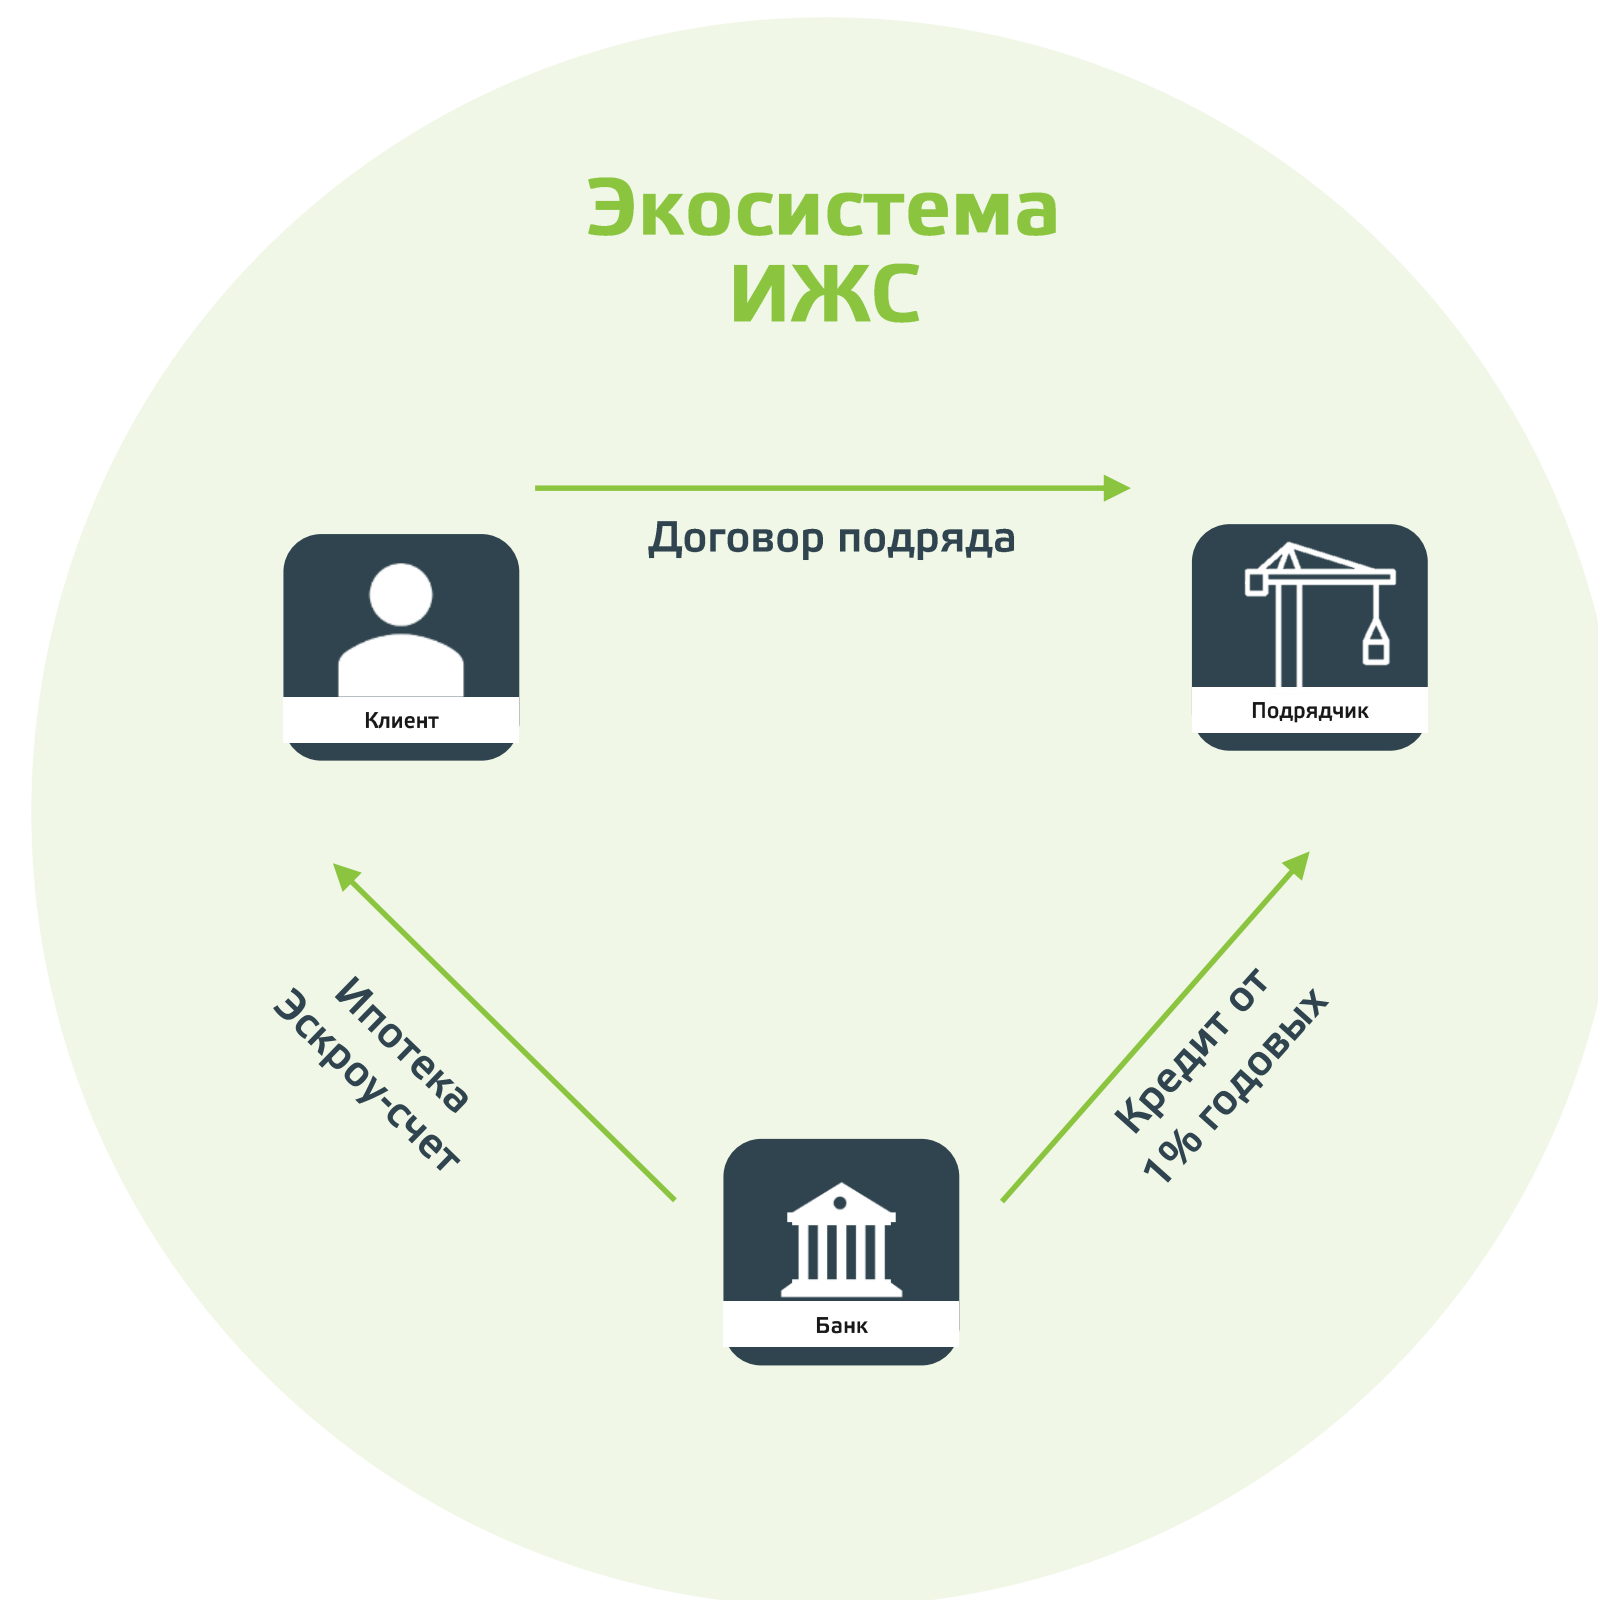 Экосистема
ИЖС
Договор подряда
Клиент
Подрядчик
Ипотека
Эскроу-счет
Кредит от
1% годовых
Банк